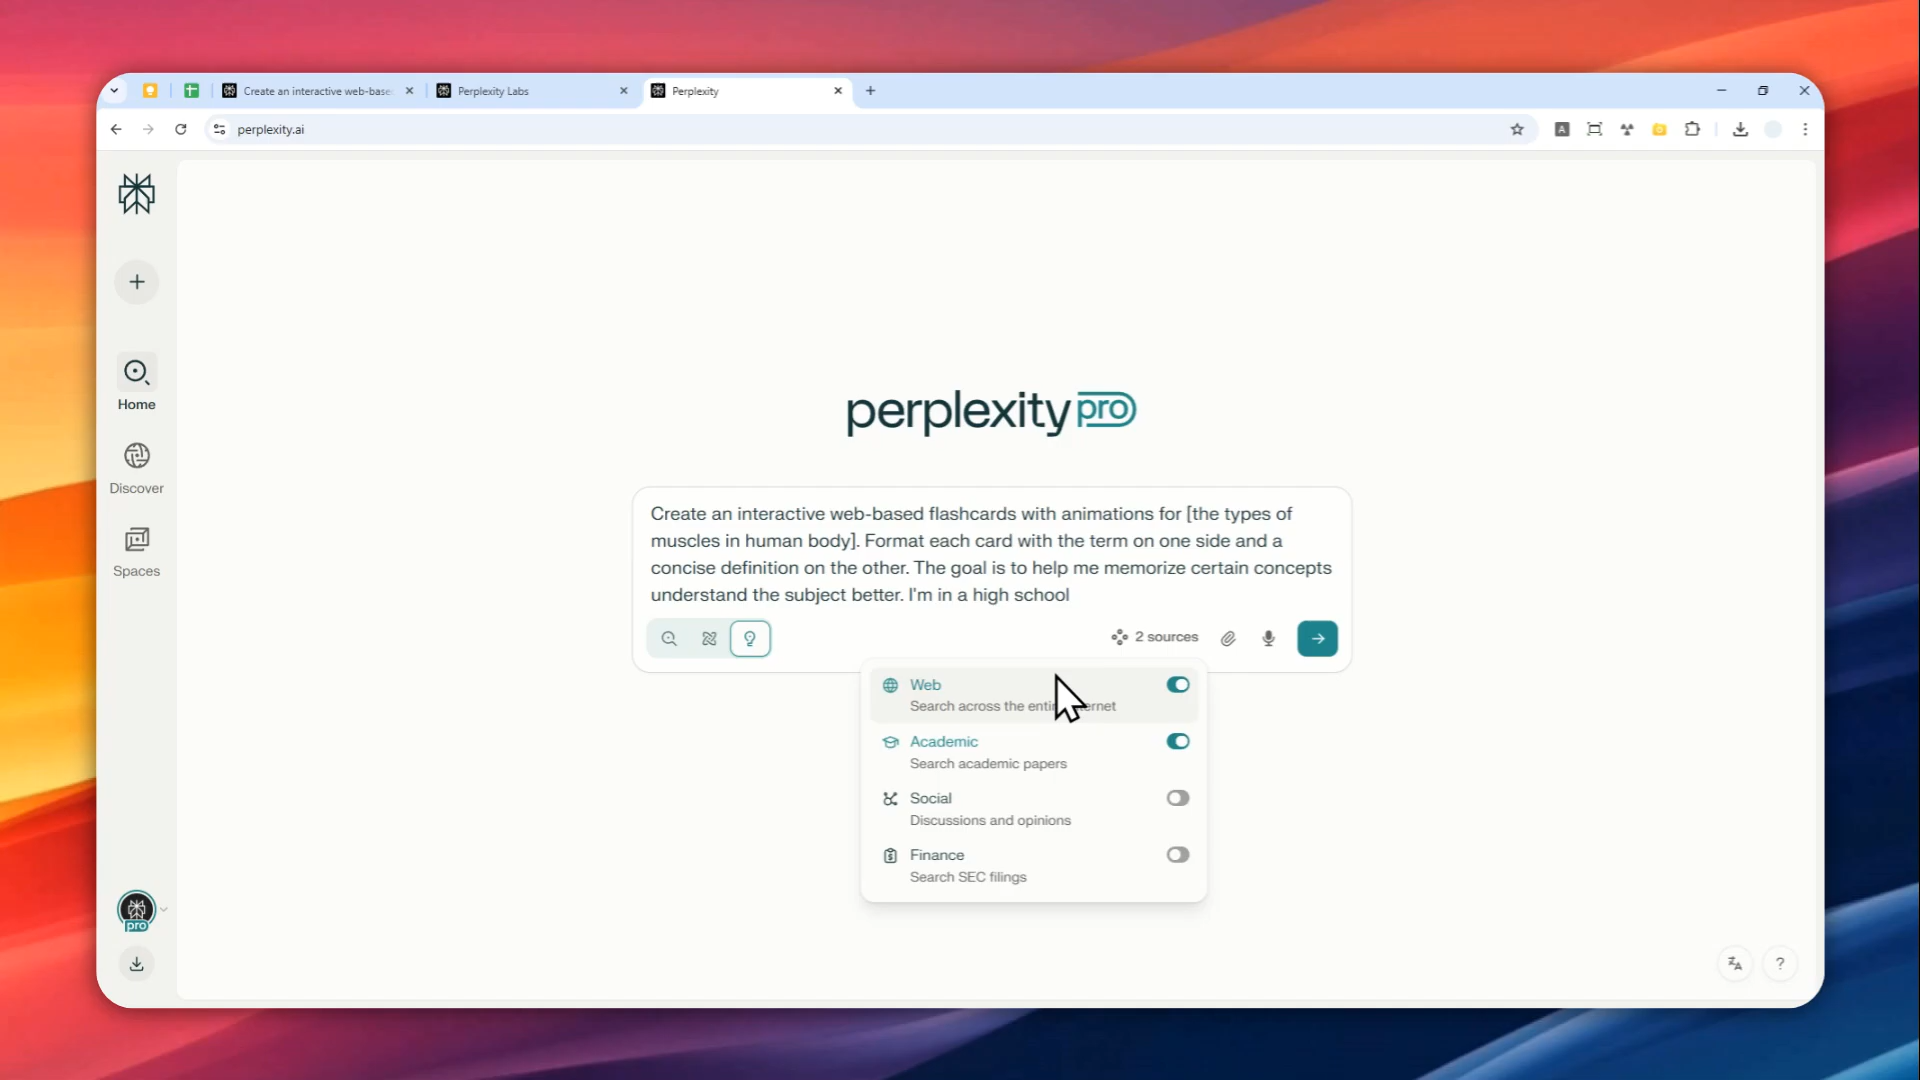 Create an interactive web-base
Perplexity Labs
Perplexity
perplexity.ai
A
Home
Discover
Spaces
pro
perplexity pro
Create an interactive web-based flashcards with animations for [the types of
muscles in human body]. Format each card with the term on one side and a
concise definition on the other. The goal is to help me memorize certain concepts
understand the subject better. I'm in a high school
2 sources
Web
Search across the entire internet
Academic
Search academic papers
Social
Discussions and opinions
Finance
Search SEC filings
?